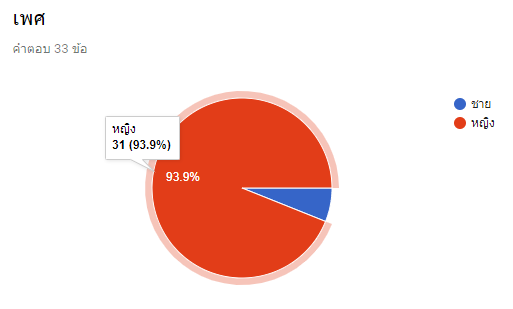 เพศ
คำตอบ 33 ข้อ
หญิง
31 (93.9%)
93.9%
ชาย
หญิง